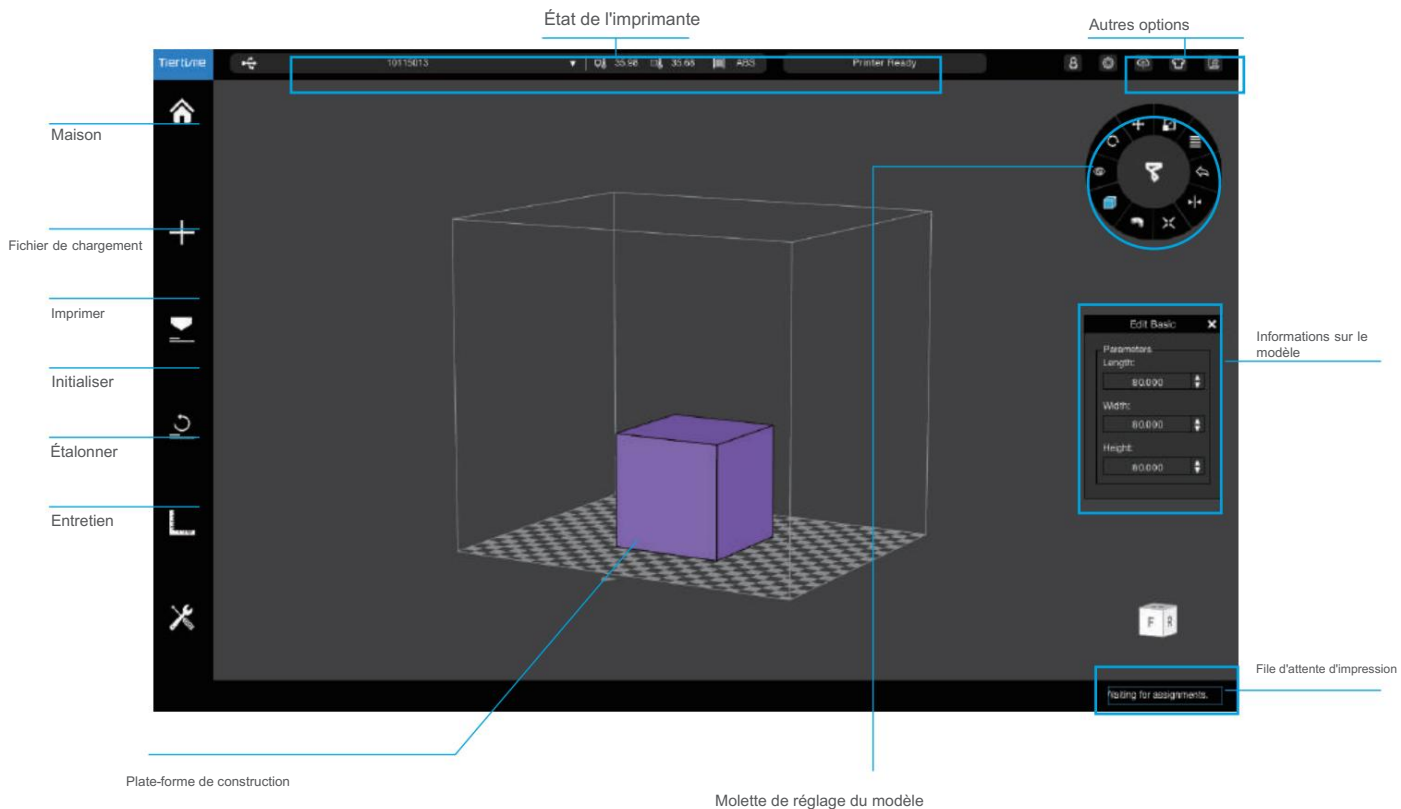 État de l'imprimante
Autres options
Tiertime
10115013
35.98
35.68
ABS
Printer Ready
Maison
Fichier de chargement
Imprimer
Initialiser
Étalonner
Entretien
Edit Basic
Parameters
Length:
80.000
Width:
80.000
Height:
80.000
Informations sur le
modèle
F R
File d'attente d'impression
Waiting for assignments.
Plate-forme de construction
Molette de réglage du modèle